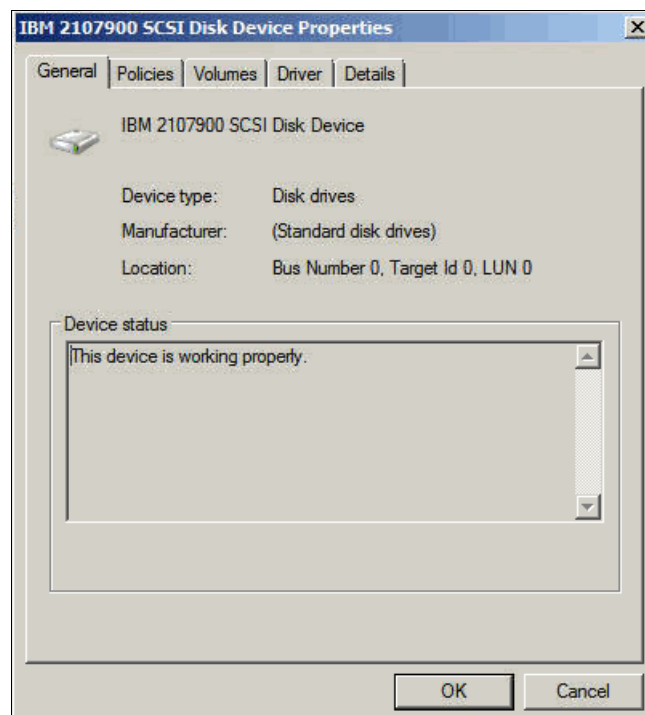 IBM 2107900 SCSI Disk Device Properties
General Policies Volumes Driver Details
IBM 2107900 SCSI Disk Device
Device type: Disk drives
Manufacturer: (Standard disk drives)
Location: Bus Number 0, Target Id 0, LUN 0
Device status
This device is working properly.
OK Cancel